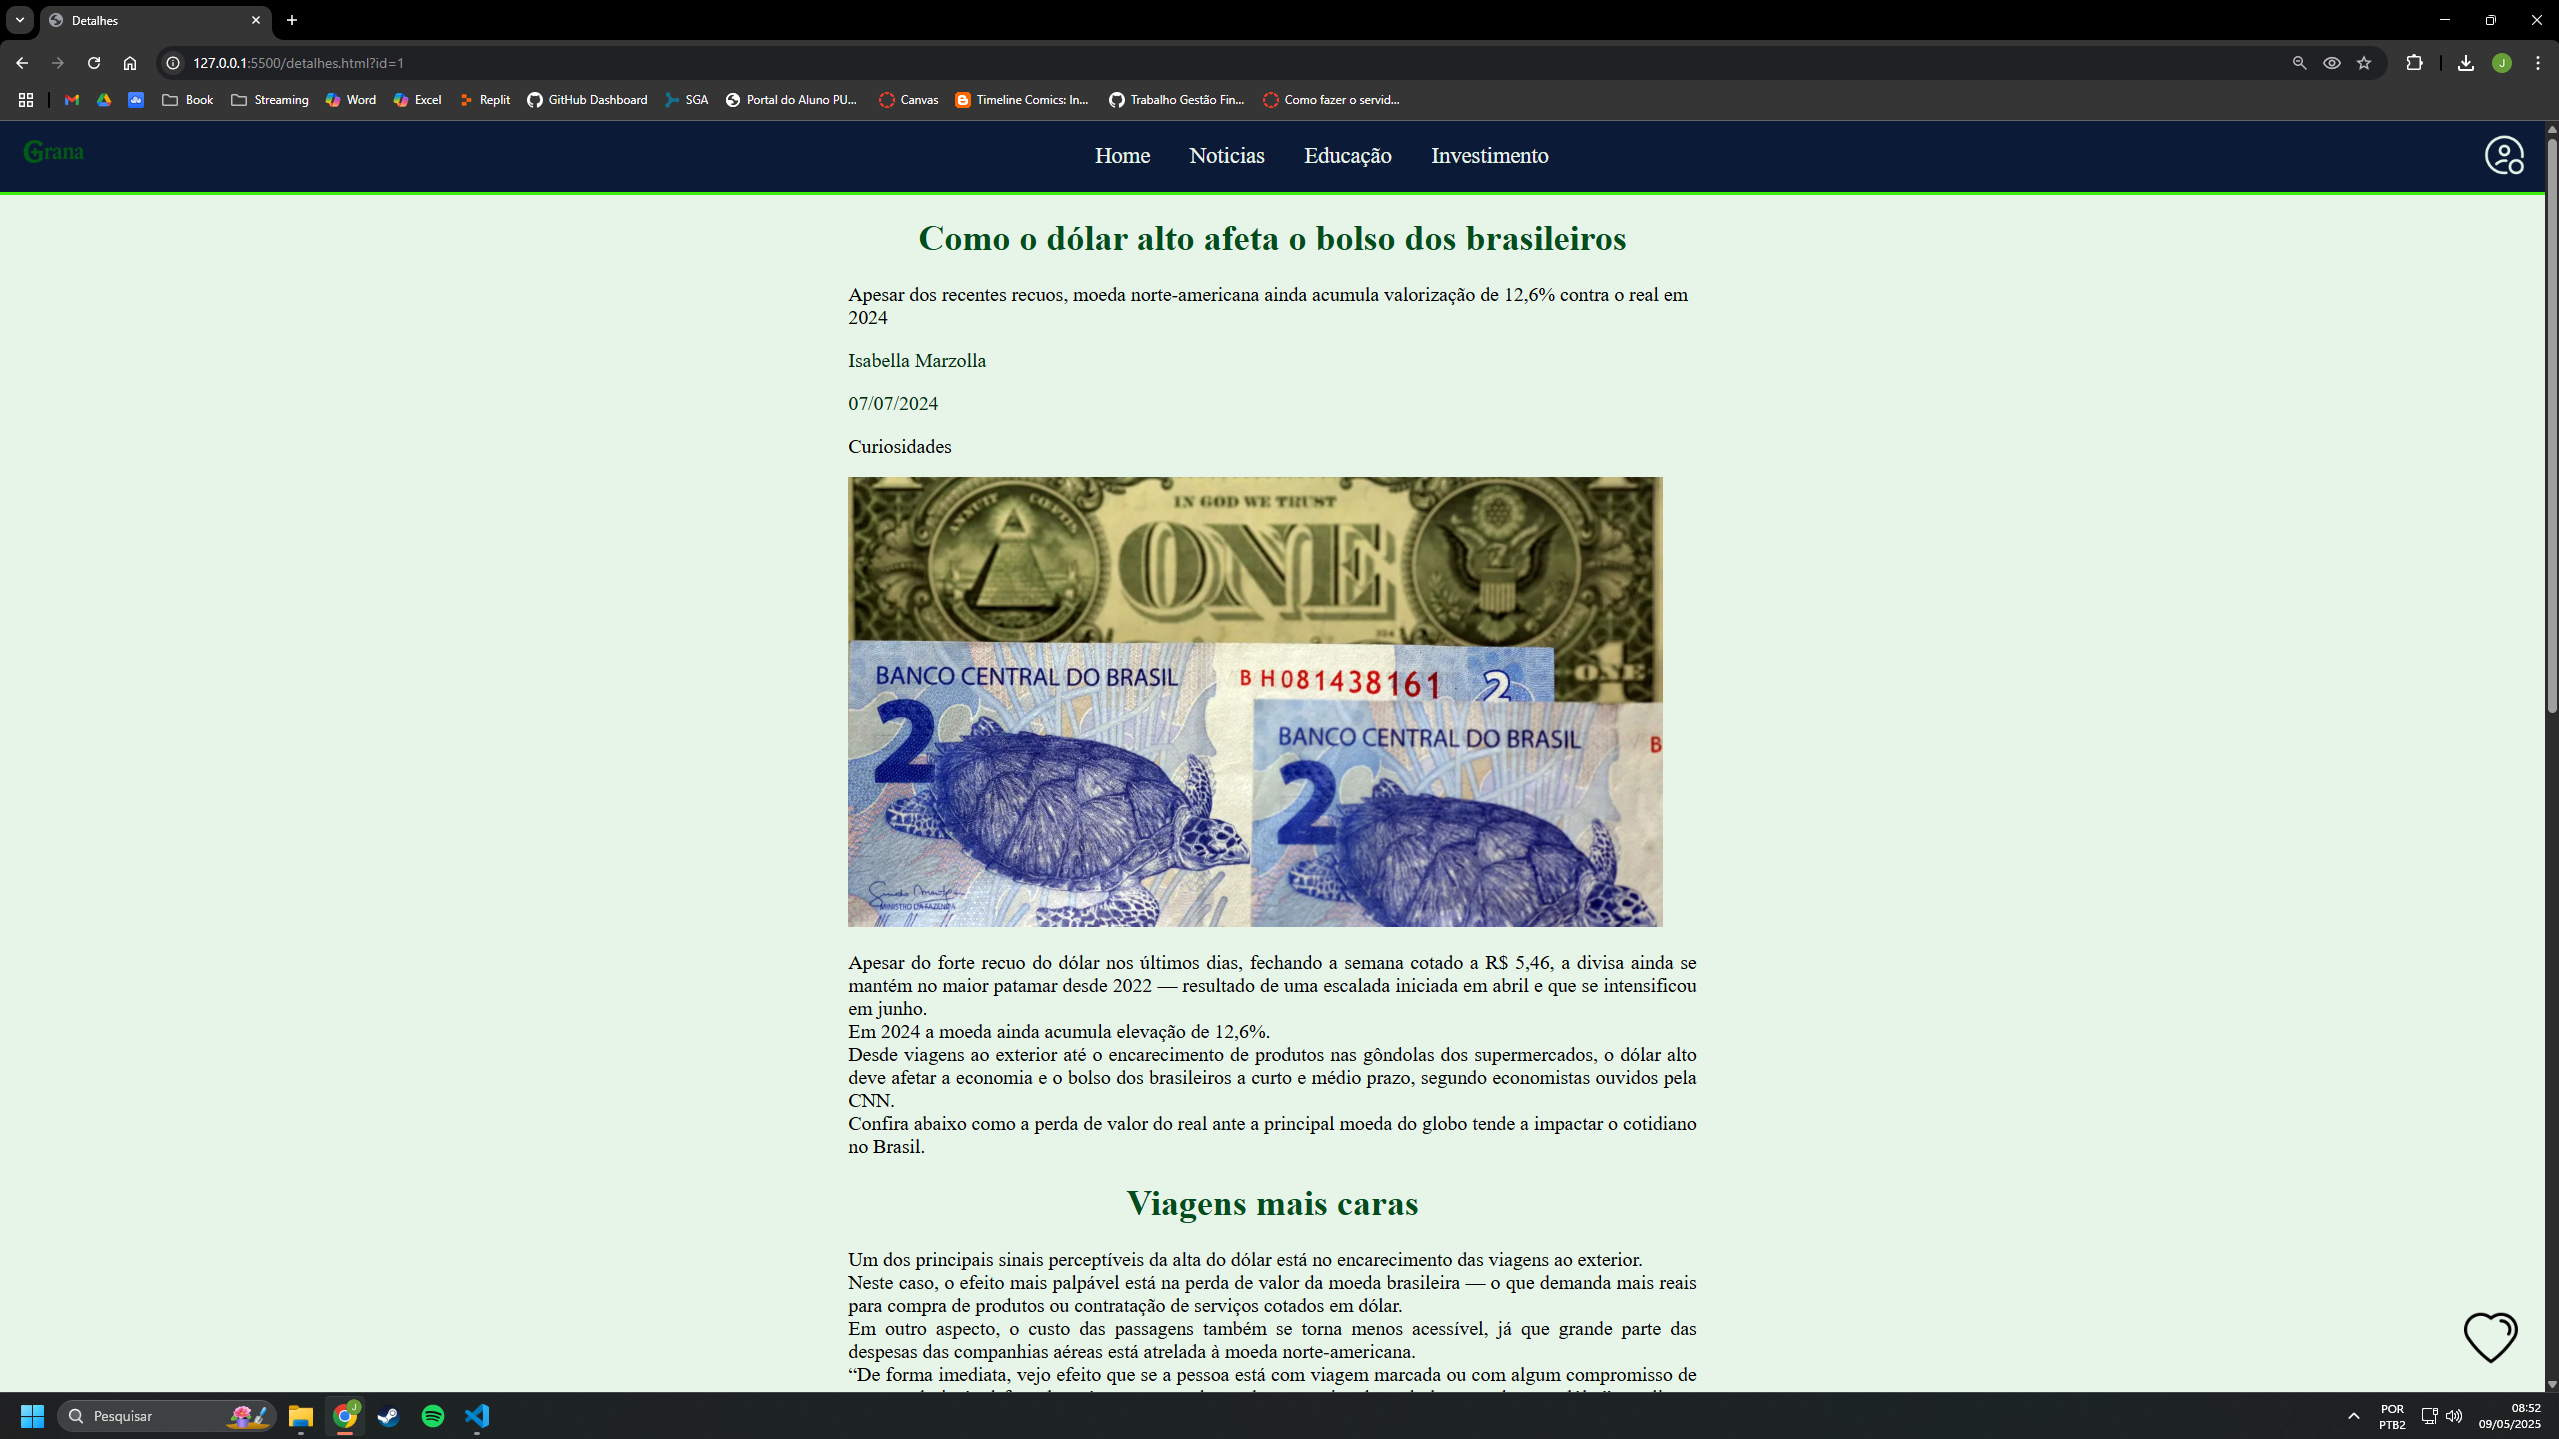 Detalhes
127.0.0.1:5500/detalhes.html?id=1
Book Streaming Word Excel Replit GitHub Dashboard SGA Portal do Aluno PU... Canvas Timeline Comics: In... Trabalho Gestão Fin... Como fazer o servid...
Grana
Home Noticias Educação Investimento
Como o dólar alto afeta o bolso dos brasileiros
Apesar dos recentes recuos, moeda norte-americana ainda acumula valorização de 12,6% contra o real em
2024
Isabella Marzolla
07/07/2024
Curiosidades
ANNUIT COEPTIS
IN GOD WE TRUST
ONE
ONE
BANCO CENTRAL DO BRASIL
BH081438161
2
2
BANCO CENTRAL DO BRASIL
B
2
MINISTRO DA FAZENDA
Apesar do forte recuo do dólar nos últimos dias, fechando a semana cotado a R$ 5,46, a divisa ainda se
mantém no maior patamar desde 2022 — resultado de uma escalada iniciada em abril e que se intensificou
em junho.
Em 2024 a moeda ainda acumula elevação de 12,6%.
Desde viagens ao exterior até o encarecimento de produtos nas gôndolas dos supermercados, o dólar alto
deve afetar a economia e o bolso dos brasileiros a curto e médio prazo, segundo economistas ouvidos pela
CNN.
Confira abaixo como a perda de valor do real ante a principal moeda do globo tende a impactar o cotidiano
no Brasil.
Viagens mais caras
Um dos principais sinais perceptíveis da alta do dólar está no encarecimento das viagens ao exterior.
Neste caso, o efeito mais palpável está na perda de valor da moeda brasileira — o que demanda mais reais
para compra de produtos ou contratação de serviços cotados em dólar.
Em outro aspecto, o custo das passagens também se torna menos acessível, já que grande parte das
despesas das companhias aéreas está atrelada à moeda norte-americana.
“De forma imediata, vejo efeito que se a pessoa está com viagem marcada ou com algum compromisso de
Pesquisar
J
POR
PTB2
08:52
09/05/2025